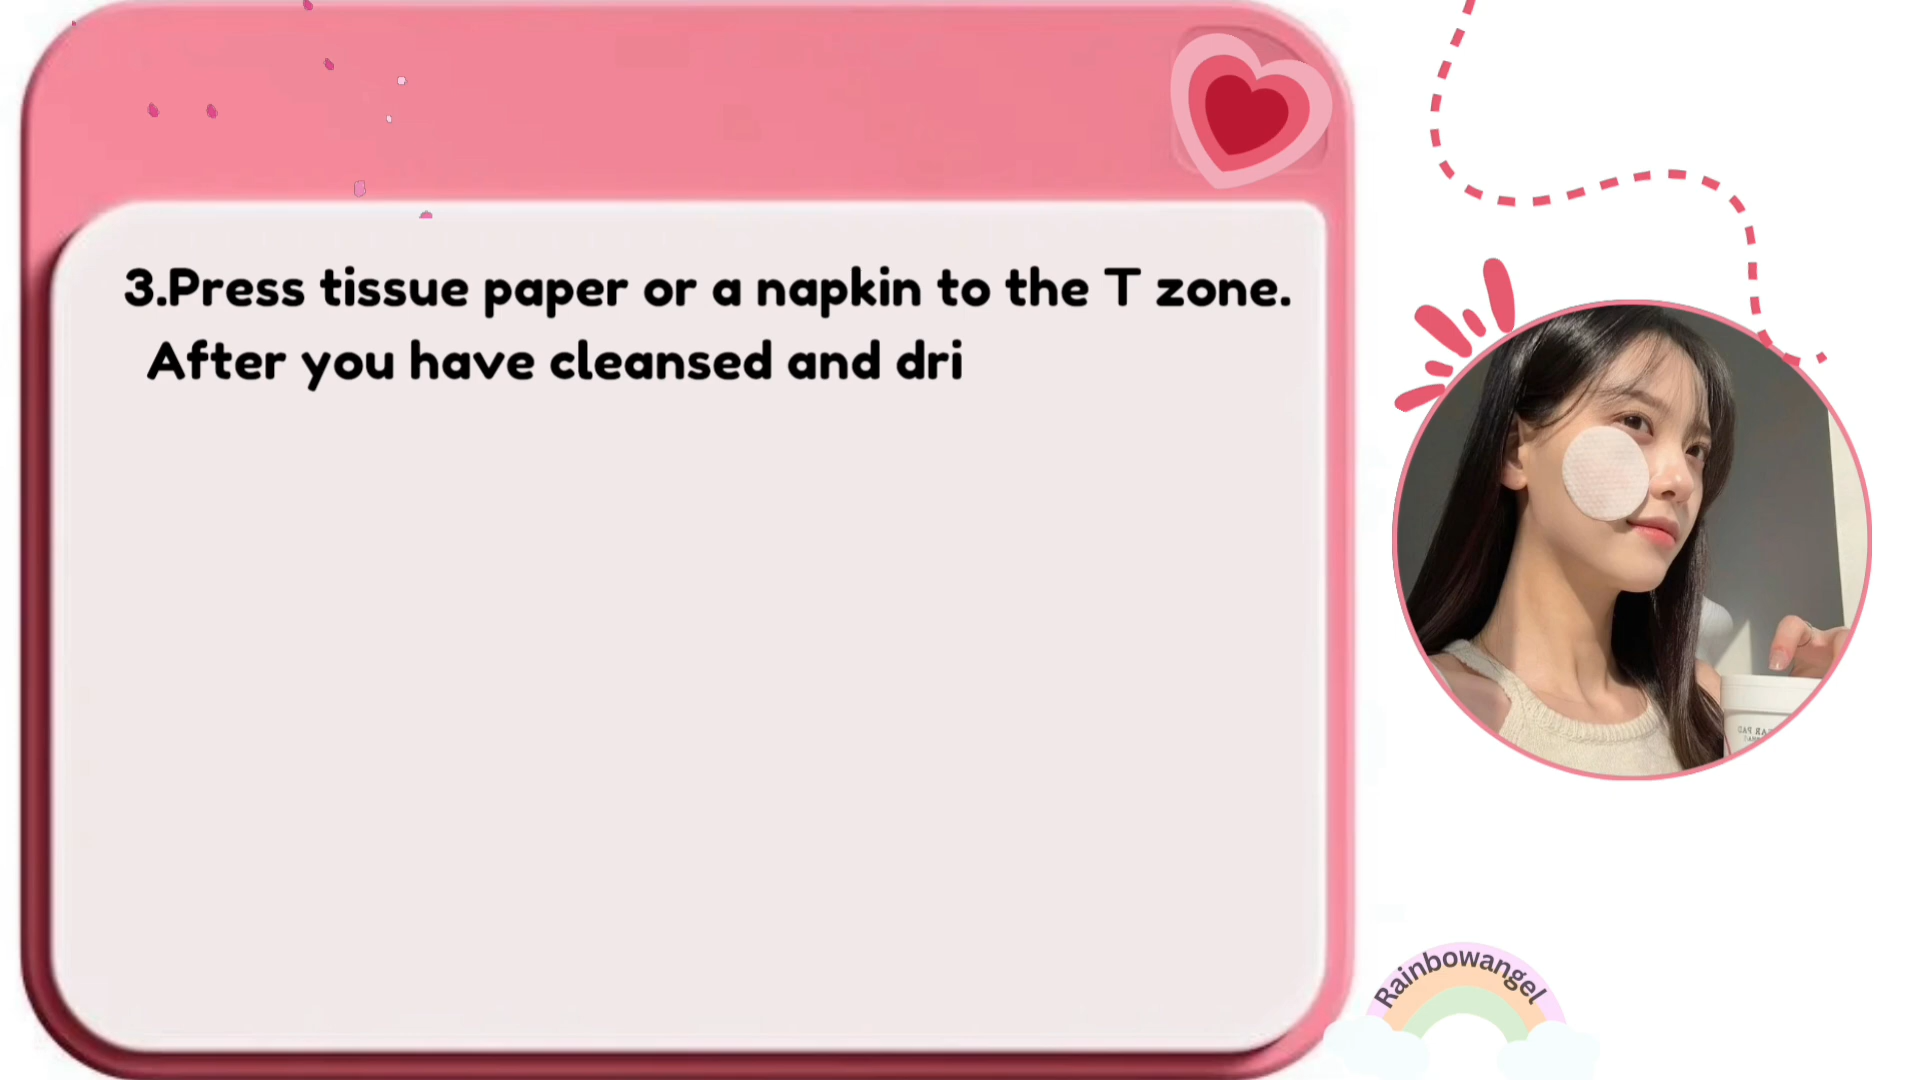 3.Press tissue paper or a napkin to the T zone.
After you have cleansed and dri
Rainbowangel